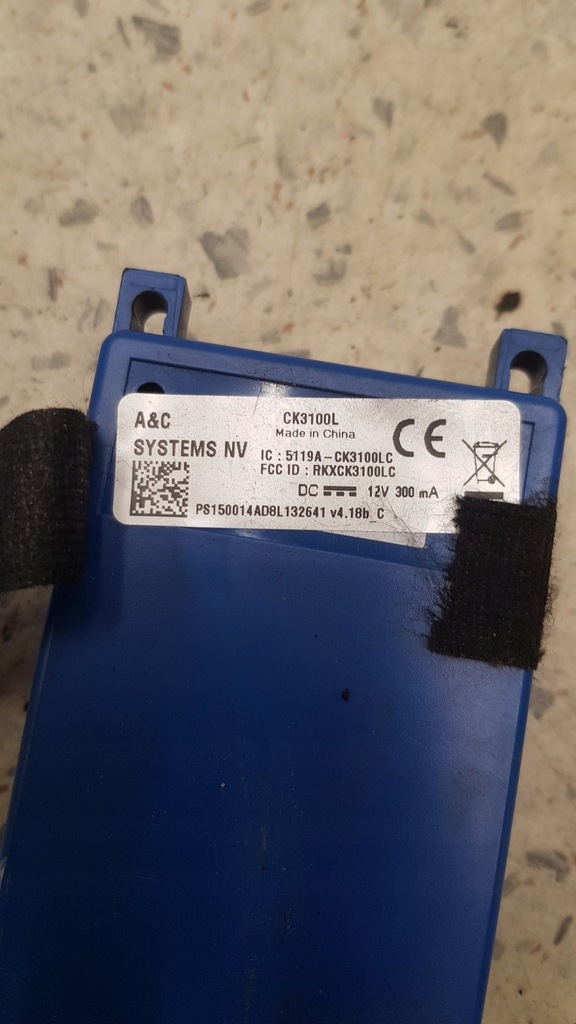 A&C
SYSTEMS NV
CK3100L
Made in China
IC : 5119A-CK3100LC
FCC ID : RKXCK3100LC
DC 12V 300 mA
PS150014AD8L132641 v4.18b_C
CE